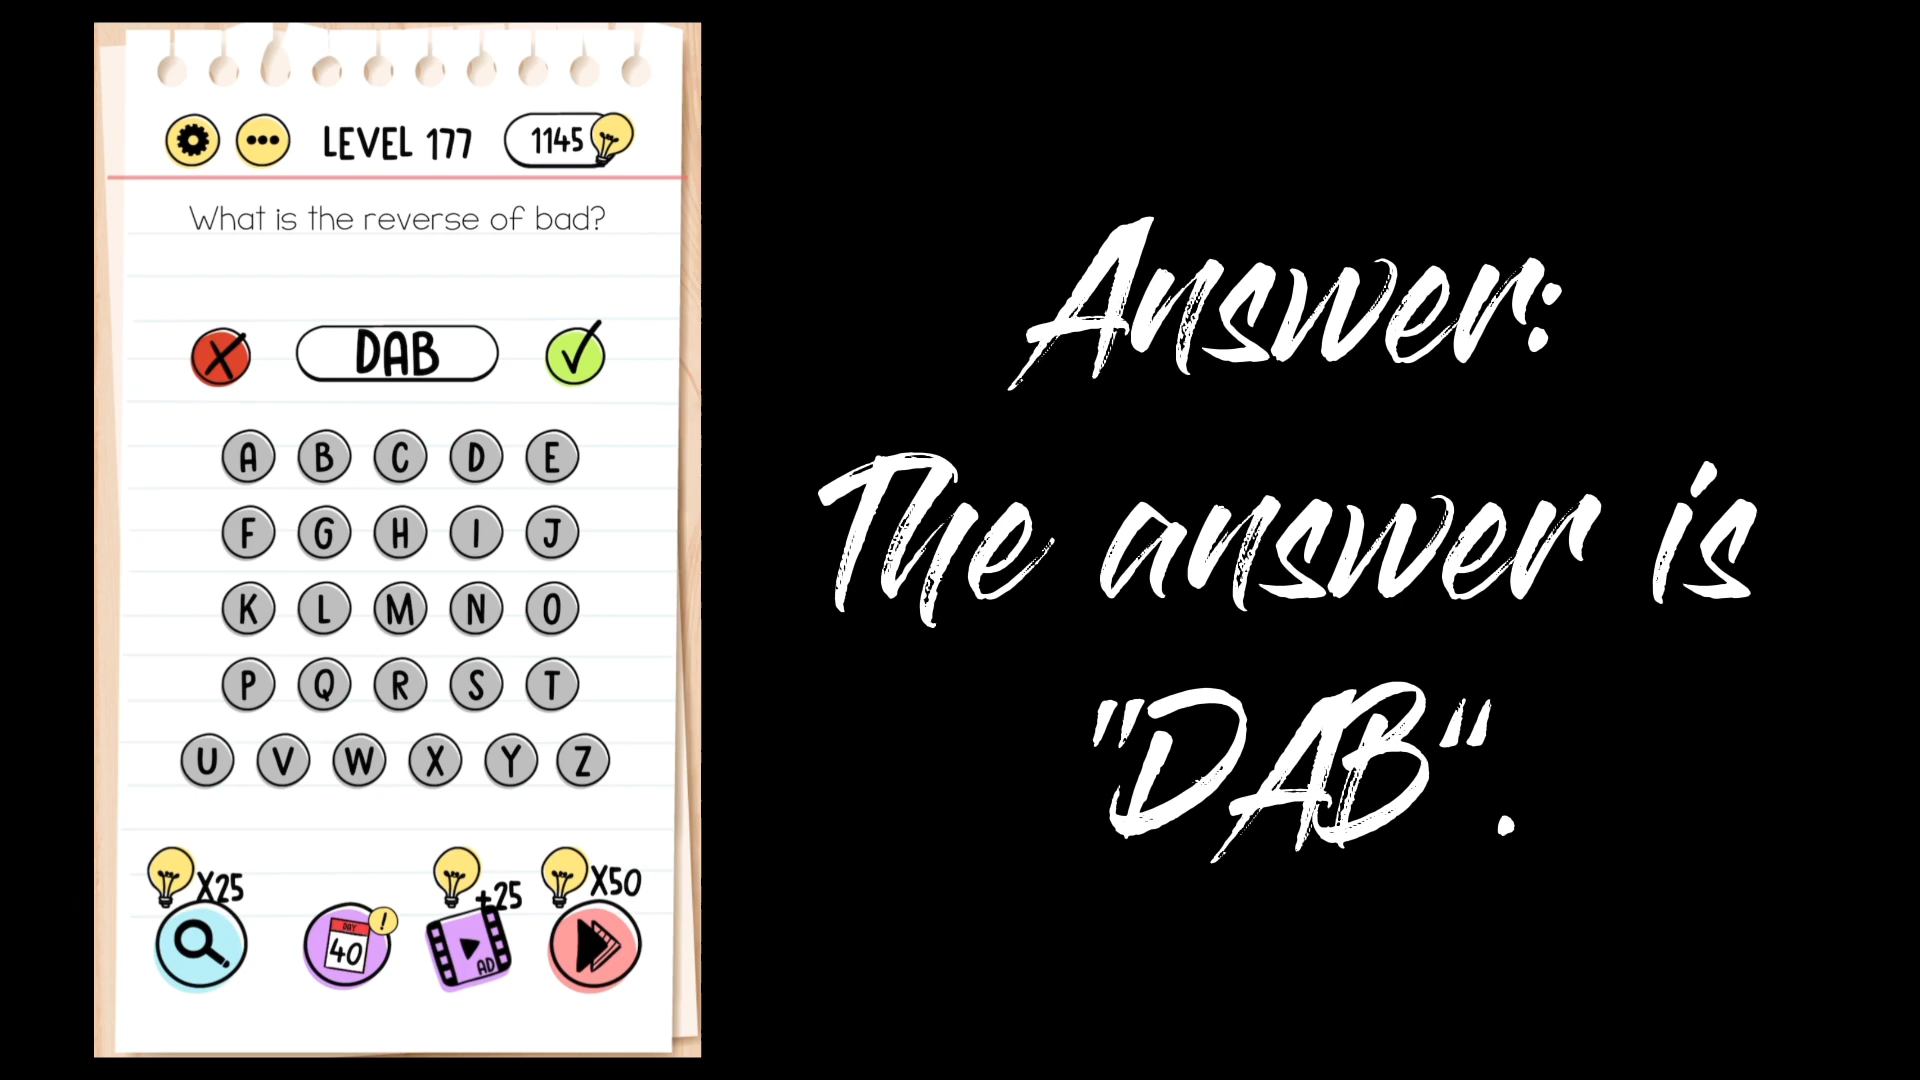 LEVEL 177
1145
What is the reverse of bad?
X
DAB
A B C D E
F G H I J
K L M N O
P Q R S T
U V W X Y Z
X25
+25
X50
DAY
40
!
AD
Answer:
The answer is
"DAB".